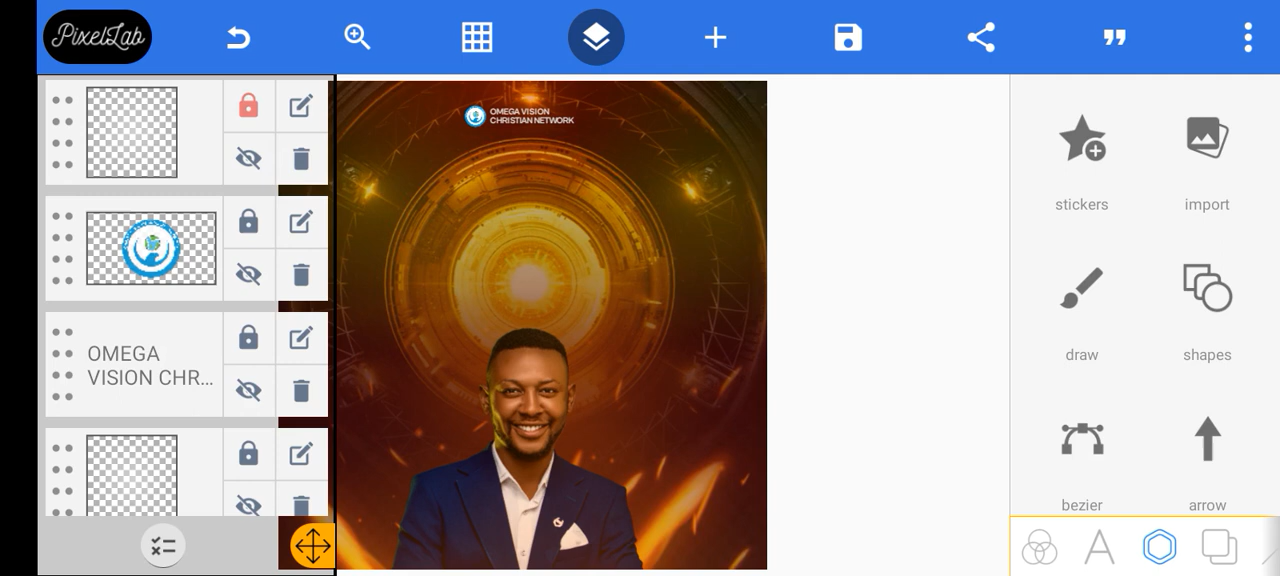 PixelLab
OMEGA VISION
CHRISTIAN NETWORK
OMEGA
VISION CHR...
stickers
import
draw
shapes
bezier
arrow